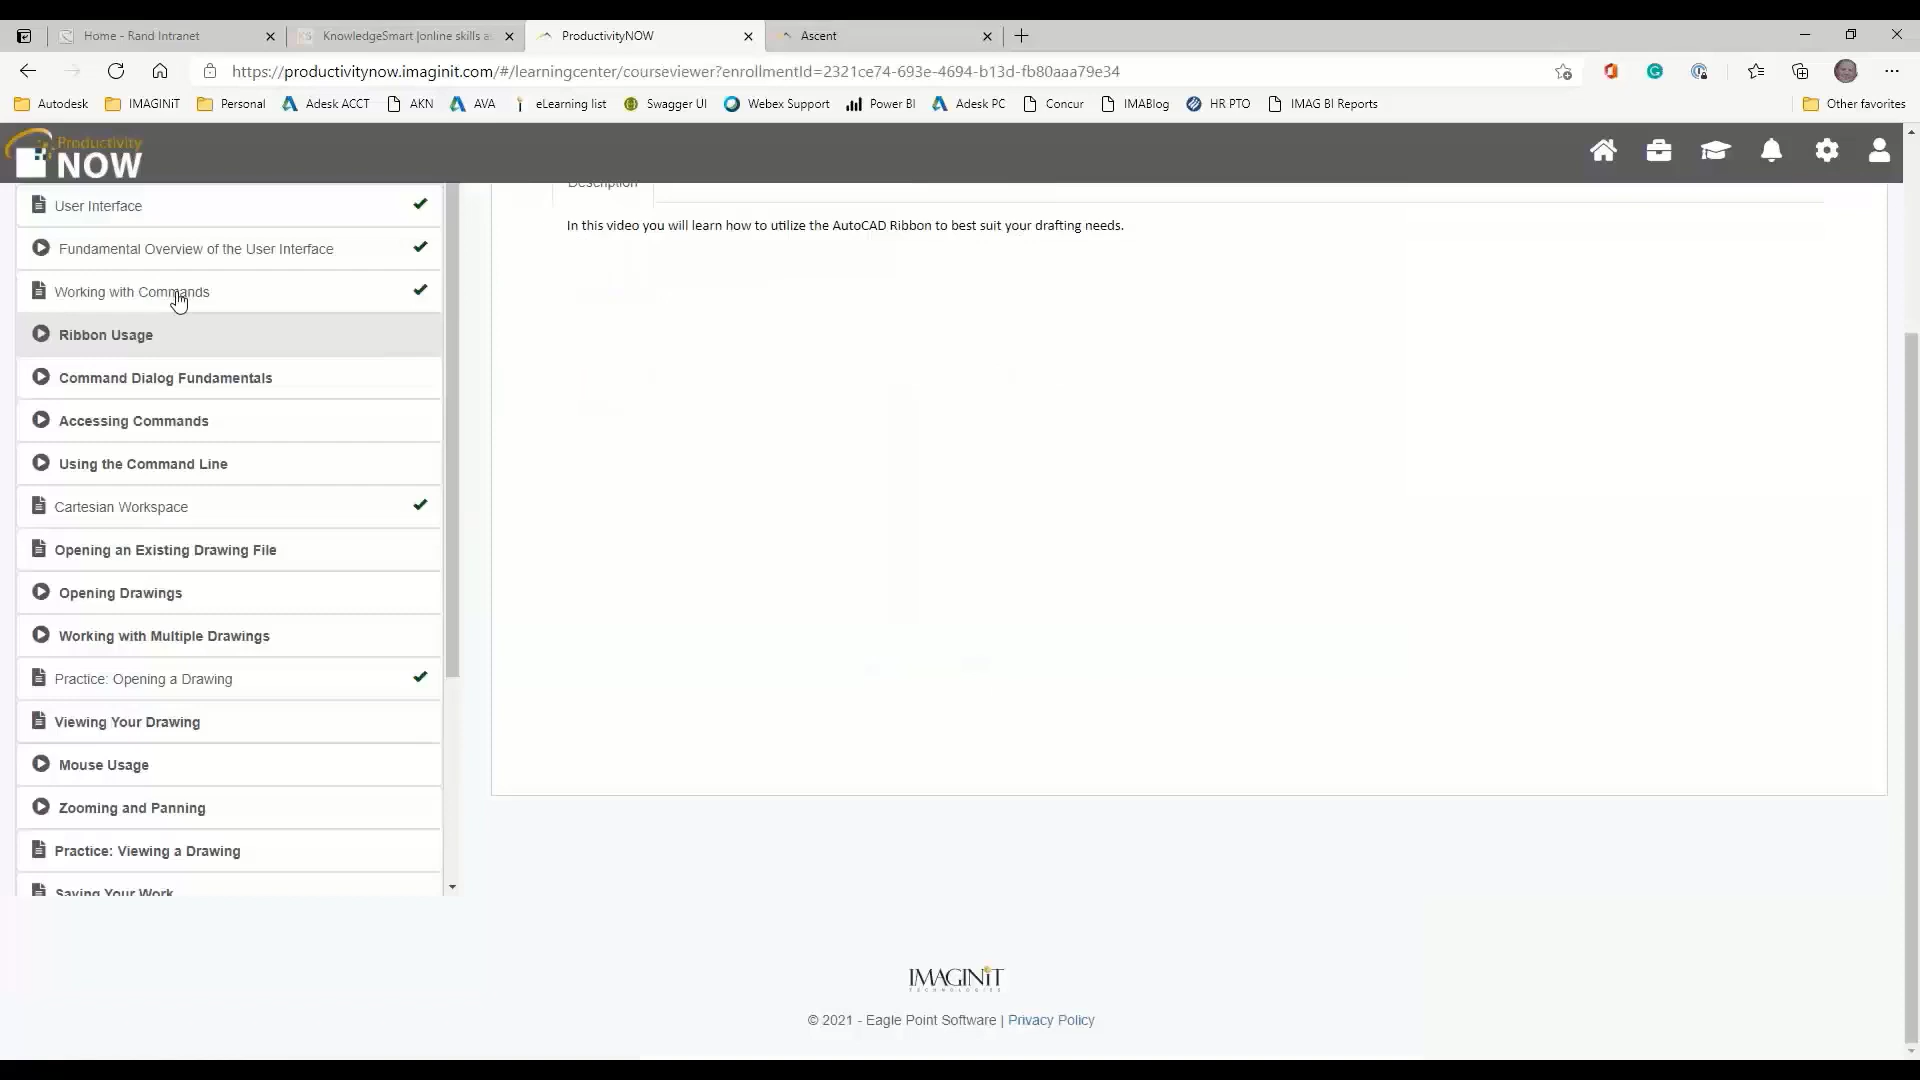 Home - Rand Intranet
KnowledgeSmart |online skills a
ProductivityNOW
Ascent
https://productivitynow.imaginit.com/#/learningcenter/courseviewer?enrollmentId=2321ce74-693e-4694-b13d-fb80aaa79e34
Autodesk
IMAGINiT
Personal
Adesk ACCT
AKN
AVA
eLearning list
Swagger UI
Webex Support
Power BI
Adesk PC
Concur
IMABlog
HR PTO
IMAG BI Reports
Other favorites
Productivity
NOW
Description
In this video you will learn how to utilize the AutoCAD Ribbon to best suit your drafting needs.
User Interface
Fundamental Overview of the User Interface
Working with Commands
Ribbon Usage
Command Dialog Fundamentals
Accessing Commands
Using the Command Line
Cartesian Workspace
Opening an Existing Drawing File
Opening Drawings
Working with Multiple Drawings
Practice: Opening a Drawing
Viewing Your Drawing
Mouse Usage
Zooming and Panning
Practice: Viewing a Drawing
Saving Your Work
IMAGINiT
TECHNOLOGIES
© 2021 - Eagle Point Software | Privacy Policy